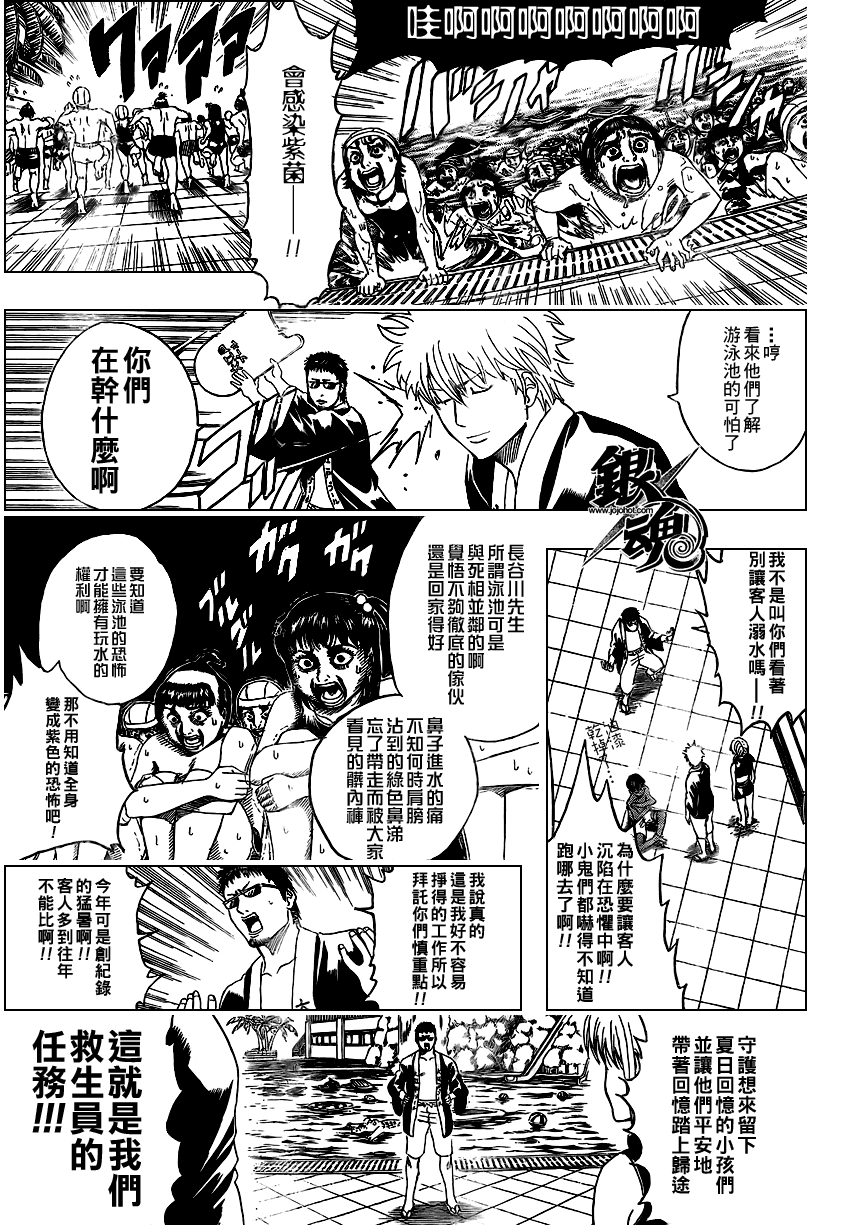 哇啊啊啊啊啊啊啊
會感染紫菌——!!
…哼
看來他們了解
游泳池的可怕了
你們
在幹什麼啊
銀魂
www.jojohot.com
我不是叫你們看著
別讓客人溺水嗎——!!
油漆
乾掉了……
為什麼要讓客人
沉陷在恐懼中啊!!
小鬼們都嚇得不知道
跑哪去了啊!!
長谷川先生
所謂泳池可是
與死相並鄰的啊
覺悟不夠徹底的傢伙
還是回家得好
鼻子進水的痛
不知何時肩膀
沾到的綠色鼻涕
忘了帶走而被大家
看見的髒內褲
要知道
這些泳池的恐怖
才能擁有玩水的
權利啊
那不用知道全身
變成紫色的恐怖吧！
我說真的
這是我好不容易
掙得的工作所以
拜託你們慎重點!!
今年可是創紀錄
的猛暑啊!!
客人多到往年
不能比啊!!
守護想來留下
夏日回憶的小孩們
並讓他們平安地
帶著回憶踏上歸途
這就是我們
救生員的
任務!!!